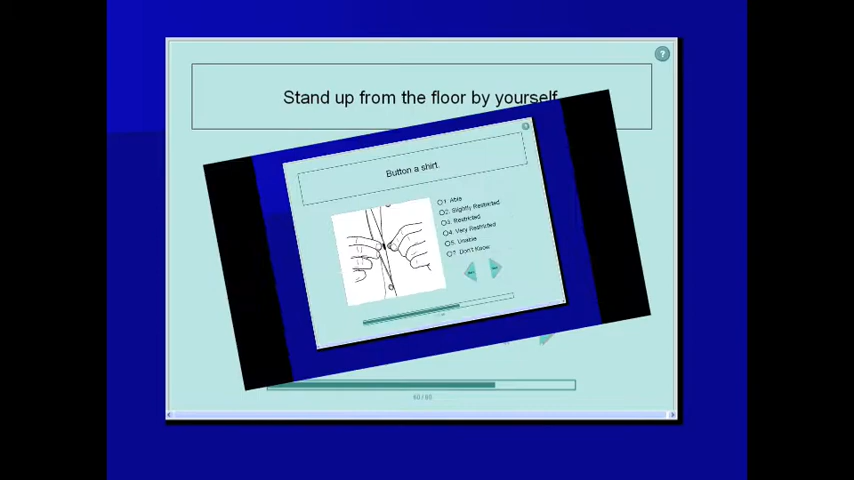 ?
Stand up from the floor by yourself
?
Button a shirt.
1. Able
2. Slightly Restricted
3. Restricted
4. Very Restricted
5. Unable
7. Don't Know